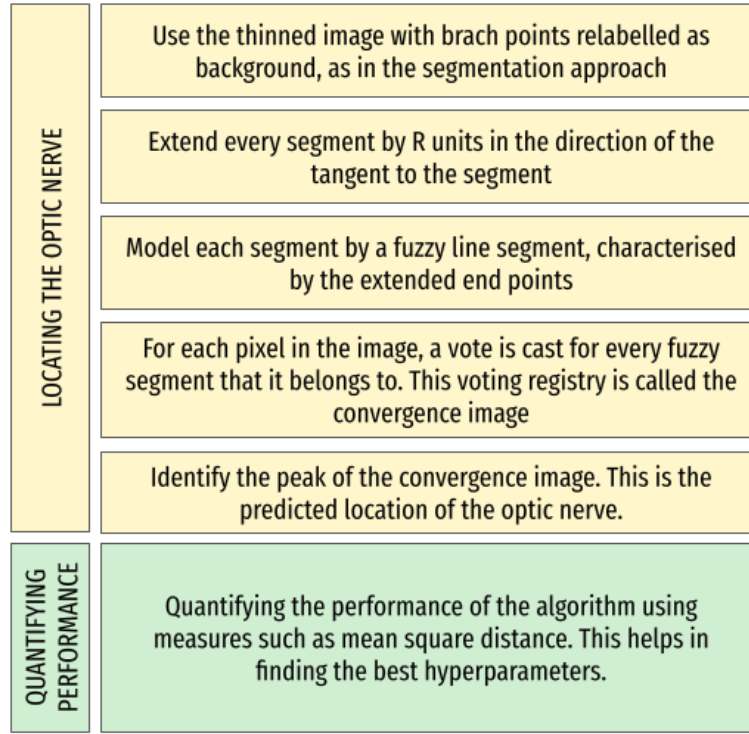 LOCATING THE OPTIC NERVE
Use the thinned image with brach points relabelled as
background, as in the segmentation approach
Extend every segment by R units in the direction of the
tangent to the segment
Model each segment by a fuzzy line segment, characterised
by the extended end points
For each pixel in the image, a vote is cast for every fuzzy
segment that it belongs to. This voting registry is called the
convergence image
Identify the peak of the convergence image. This is the
predicted location of the optic nerve.
QUANTIFYING
PERFORMANCE
Quantifying the performance of the algorithm using
measures such as mean square distance. This helps in
finding the best hyperparameters.